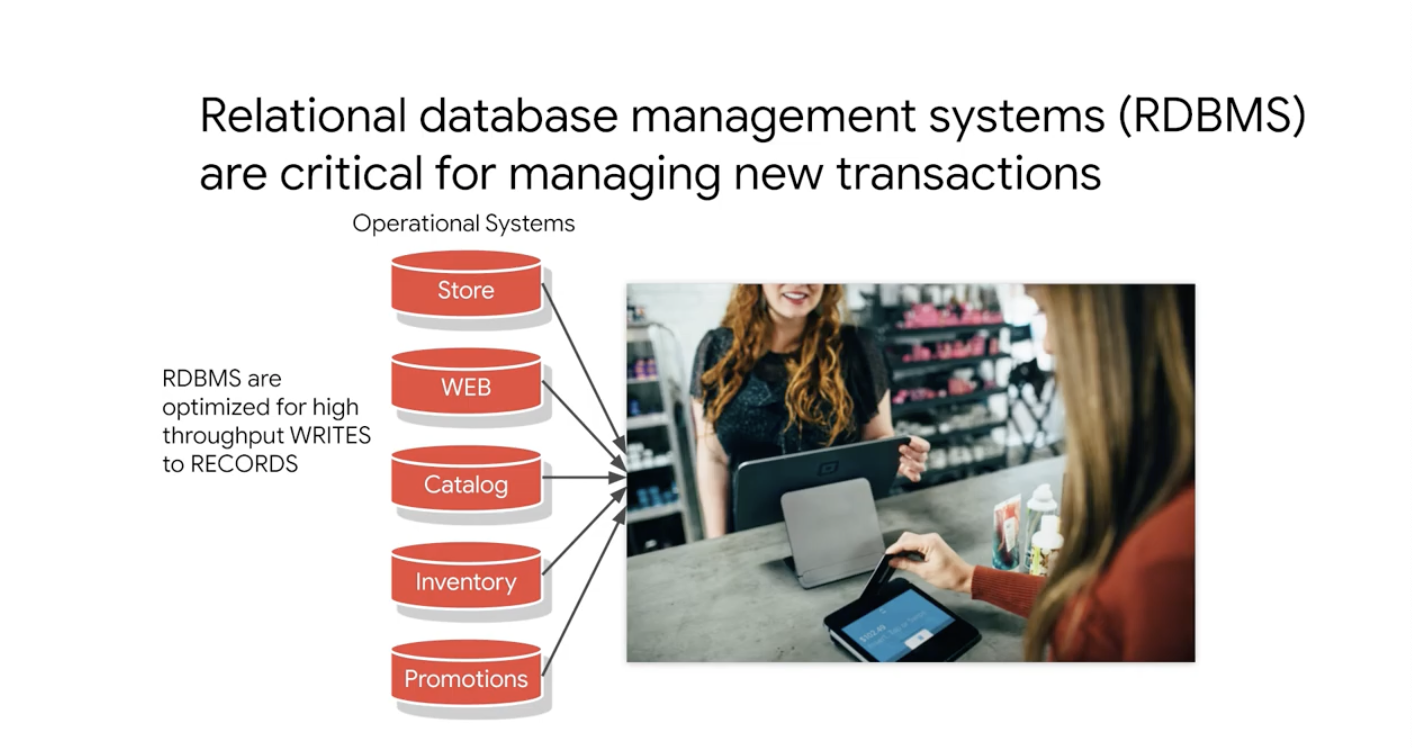 Relational database management systems (RDBMS)
are critical for managing new transactions
Operational Systems
Store
WEB
Catalog
Inventory
Promotions
RDBMS are
optimized for high
throughput WRITES
to RECORDS
$102.49